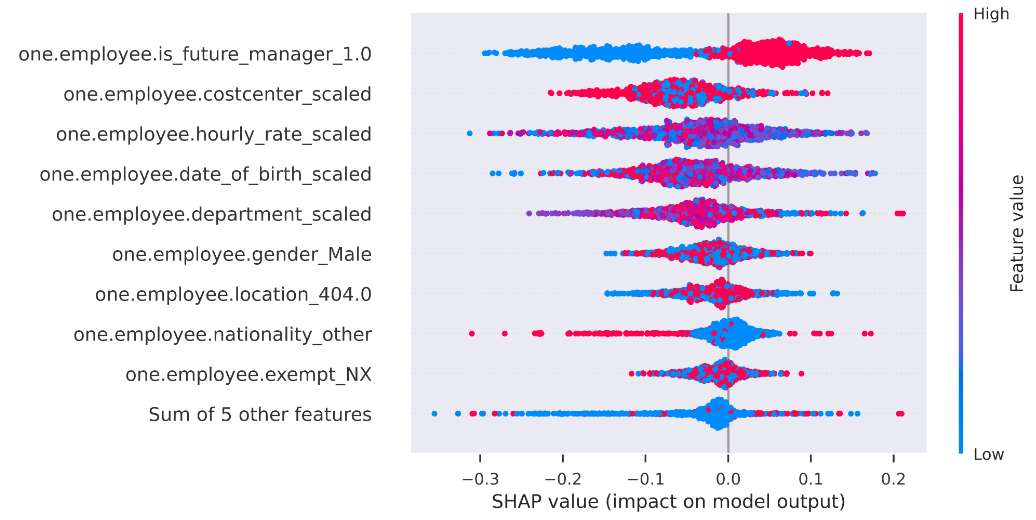 High
one.employee.is_future_manager_1.0
one.employee.costcenter_scaled
one.employee.hourly_rate_scaled
one.employee.date_of_birth_scaled
one.employee.department_scaled
one.employee.gender_Male
one.employee.location_404.0
one.employee.nationality_other
one.employee.exempt_NX
Sum of 5 other features
Feature value
Low
−0.3 −0.2 −0.1 0.0 0.1 0.2
SHAP value (impact on model output)